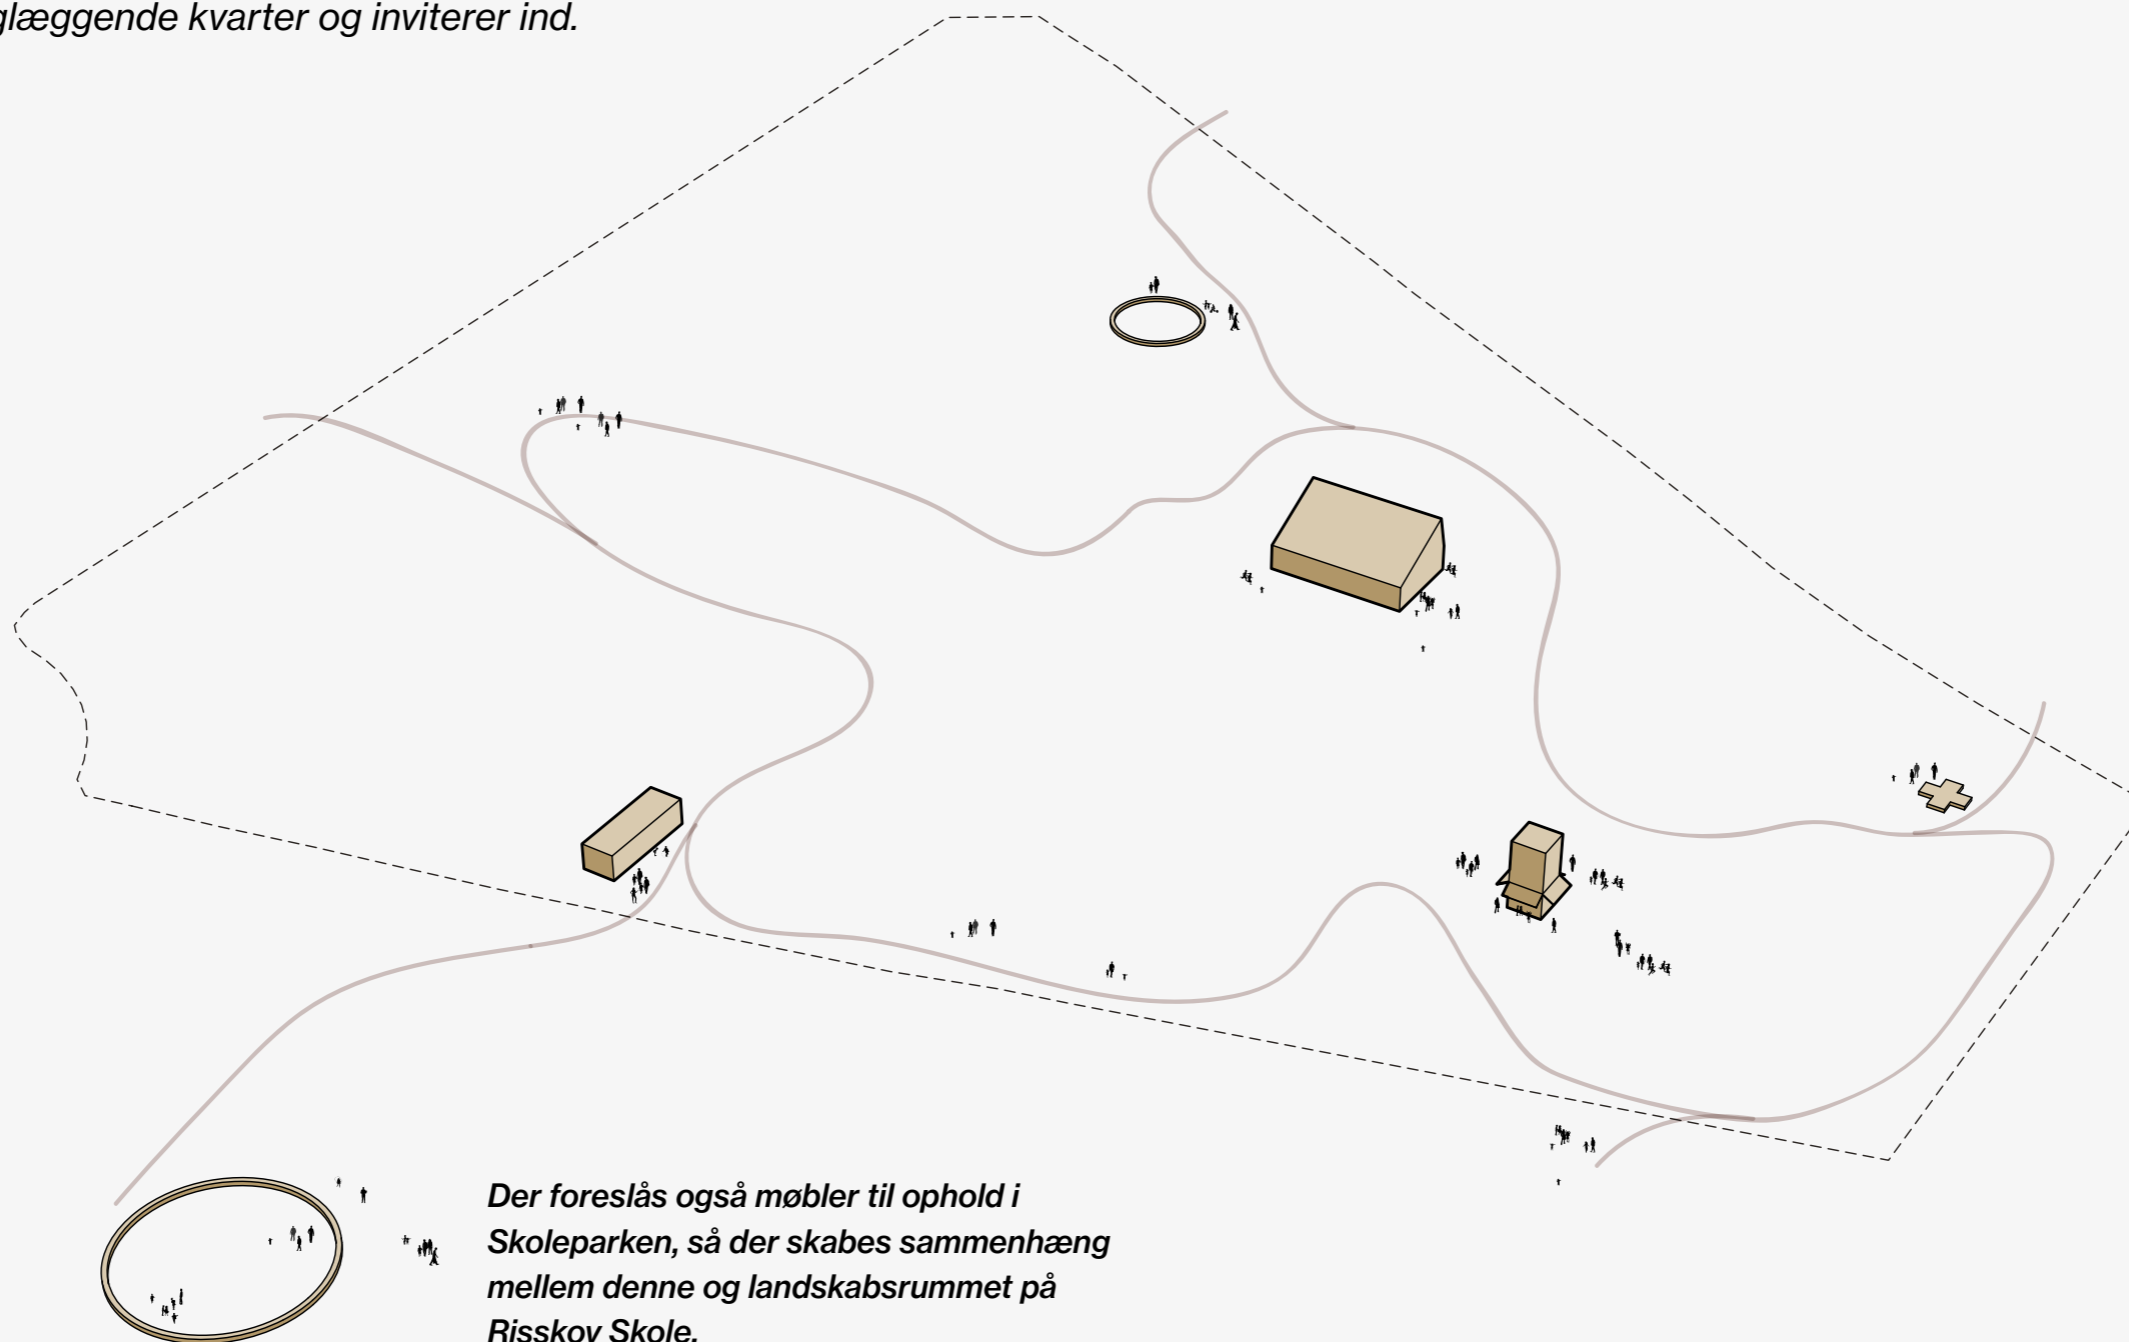 glæggende kvarter og inviterer ind.
Der foreslås også møbler til ophold i
Skoleparken, så der skabes sammenhæng
mellem denne og landskabsrummet på
Risskov Skole.